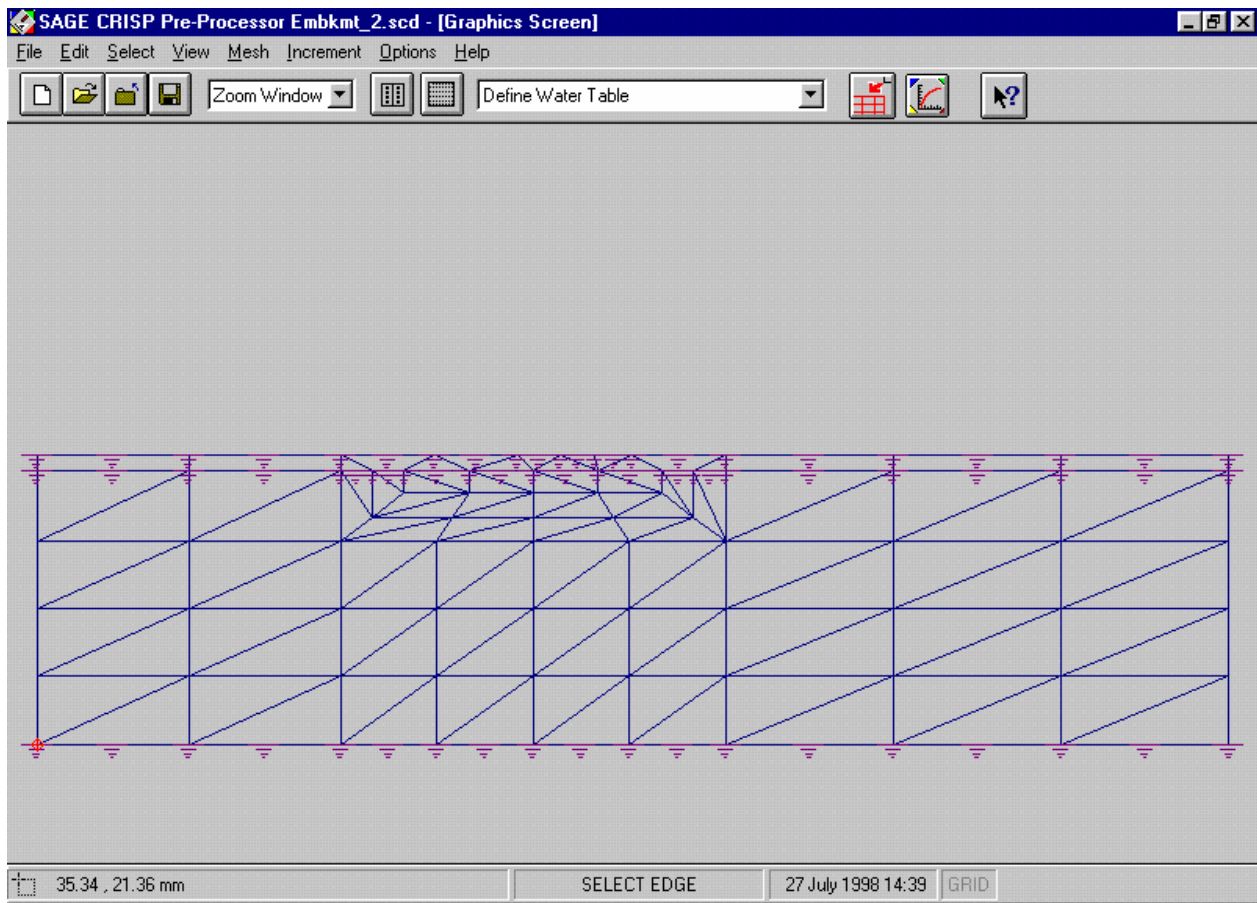 SAGE CRISP Pre-Processor Embkmt_2.scd - [Graphics Screen]
File Edit Select View Mesh Increment Options Help
Zoom Window Define Water Table
35.34 , 21.36 mm SELECT EDGE 27 July 1998 14:39 GRID